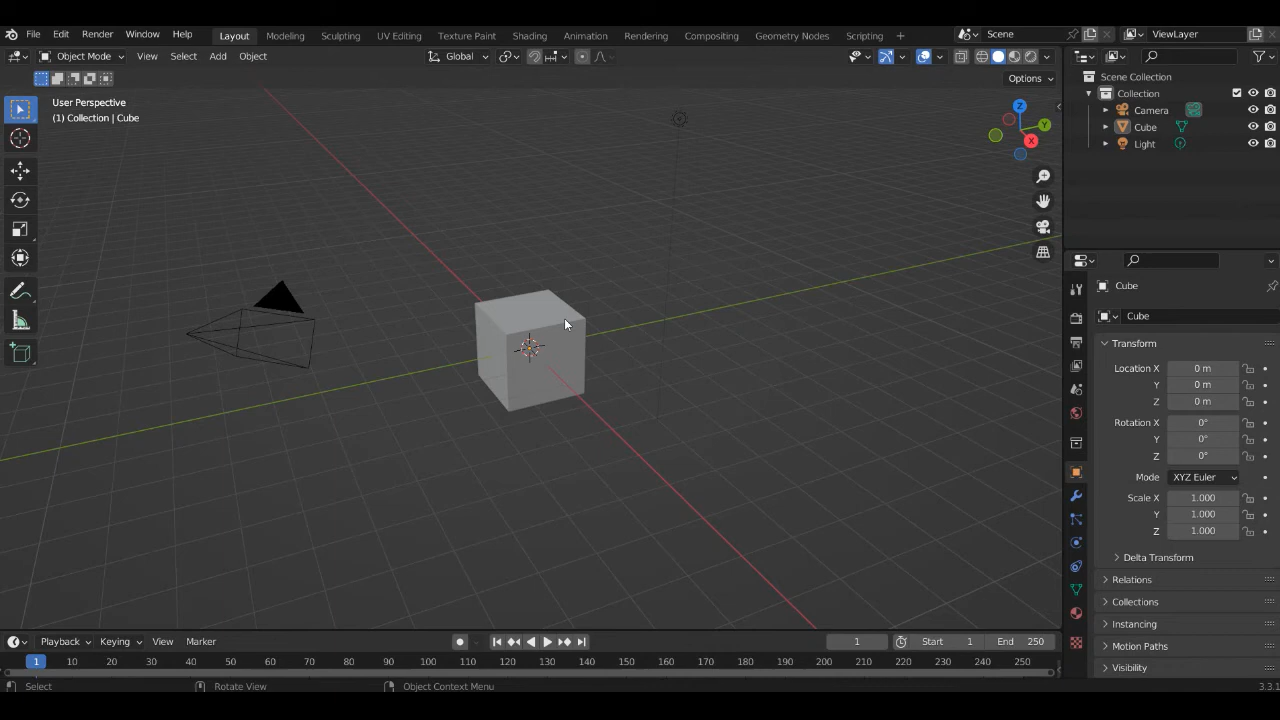 File Edit Render Window Help Layout Modeling Sculpting UV Editing Texture Paint Shading Animation Rendering Compositing Geometry Nodes Scripting + Scene ViewLayer
Object Mode View Select Add Object Global
Options
User Perspective
(1) Collection | Cube
Z
Y
X
Scene Collection
Collection
Camera
Cube
Light
Cube
Cube
Transform
Location X 0 m
Y 0 m
Z 0 m
Rotation X 0°
Y 0°
Z 0°
Mode XYZ Euler
Scale X 1.000
Y 1.000
Z 1.000
Delta Transform
Relations
Collections
Instancing
Motion Paths
Visibility
Playback Keying View Marker 1 Start 1 End 250
1 10 20 30 40 50 60 70 80 90 100 110 120 130 140 150 160 170 180 190 200 210 220 230 240 250
Select Rotate View Object Context Menu 3.3.1